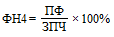 ФН4 = ПФ / ЗПЧ × 100%